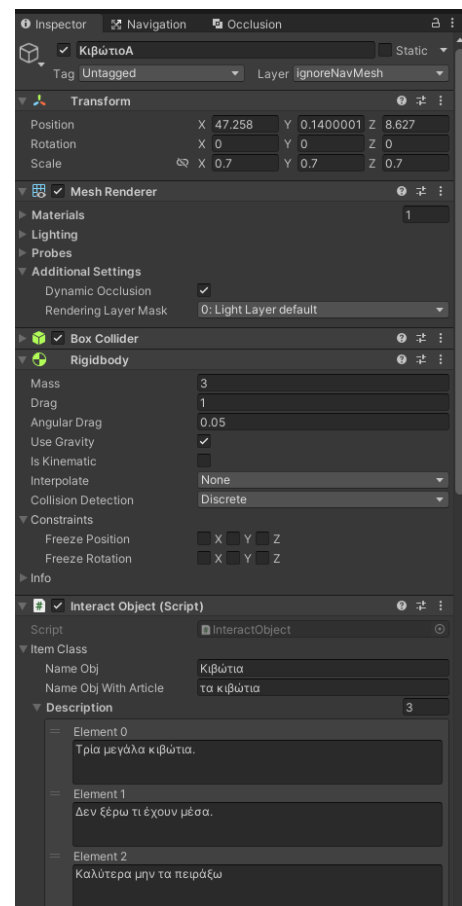 Inspector Navigation Occlusion
ΚιβώτιοΑ Static
Tag Untagged Layer ignoreNavMesh
Transform
Position X 47.258 Y 0.1400001 Z 8.627
Rotation X 0 Y 0 Z 0
Scale X 0.7 Y 0.7 Z 0.7
Mesh Renderer
Materials 1
Lighting
Probes
Additional Settings
Dynamic Occlusion
Rendering Layer Mask 0: Light Layer default
Box Collider
Rigidbody
Mass 3
Drag 1
Angular Drag 0.05
Use Gravity
Is Kinematic
Interpolate None
Collision Detection Discrete
Constraints
Freeze Position X Y Z
Freeze Rotation X Y Z
Info
# Interact Object (Script)
Script # InteractObject
Item Class
Name Obj Κιβώτια
Name Obj With Article τα κιβώτια
Description 3
Element 0
Τρία μεγάλα κιβώτια.
Element 1
Δεν ξέρω τι έχουν μέσα.
Element 2
Καλύτερα μην τα πειράξω